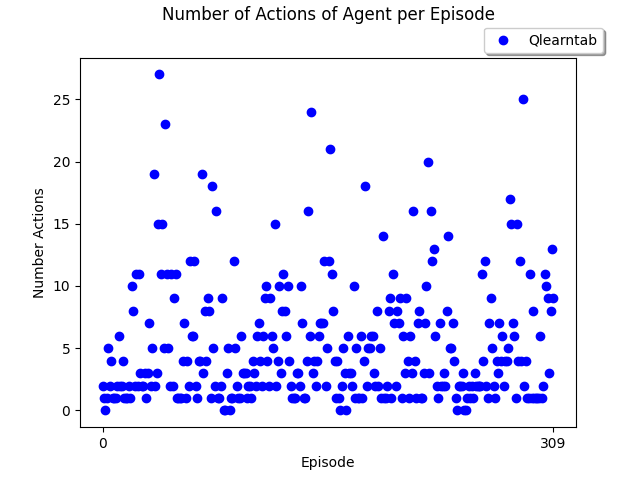 Number of Actions of Agent per Episode
Qlearntab
25
20
15
10
5
0
Number Actions
0 309
Episode